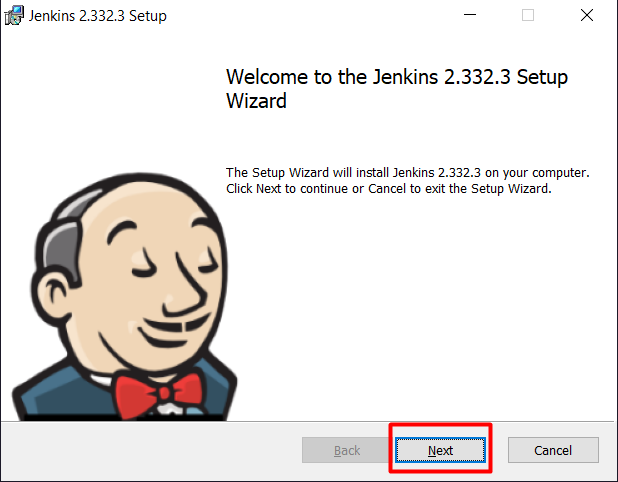 Jenkins 2.332.3 Setup
Welcome to the Jenkins 2.332.3 Setup
Wizard
The Setup Wizard will install Jenkins 2.332.3 on your computer.
Click Next to continue or Cancel to exit the Setup Wizard.
Back
Next
Cancel